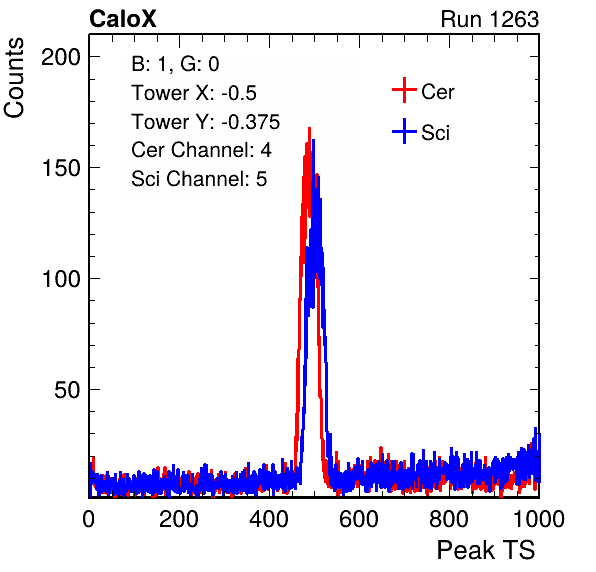 CaloX Run 1263
Counts
200
150
100
50
B: 1, G: 0
Tower X: -0.5
Tower Y: -0.375
Cer Channel: 4
Sci Channel: 5
Cer
Sci
0 200 400 600 800 1000
Peak TS